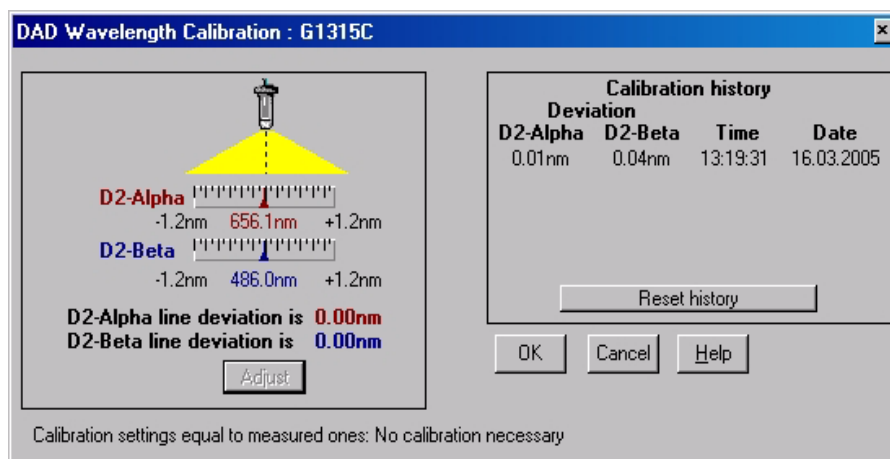 DAD Wavelength Calibration : G1315C
D2-Alpha
-1.2nm 656.1nm +1.2nm
D2-Beta
-1.2nm 486.0nm +1.2nm
D2-Alpha line deviation is 0.00nm
D2-Beta line deviation is 0.00nm
Adjust
Calibration history
Deviation
D2-Alpha D2-Beta Time Date
0.01nm 0.04nm 13:19:31 16.03.2005
Reset history
OK Cancel Help
Calibration settings equal to measured ones: No calibration necessary